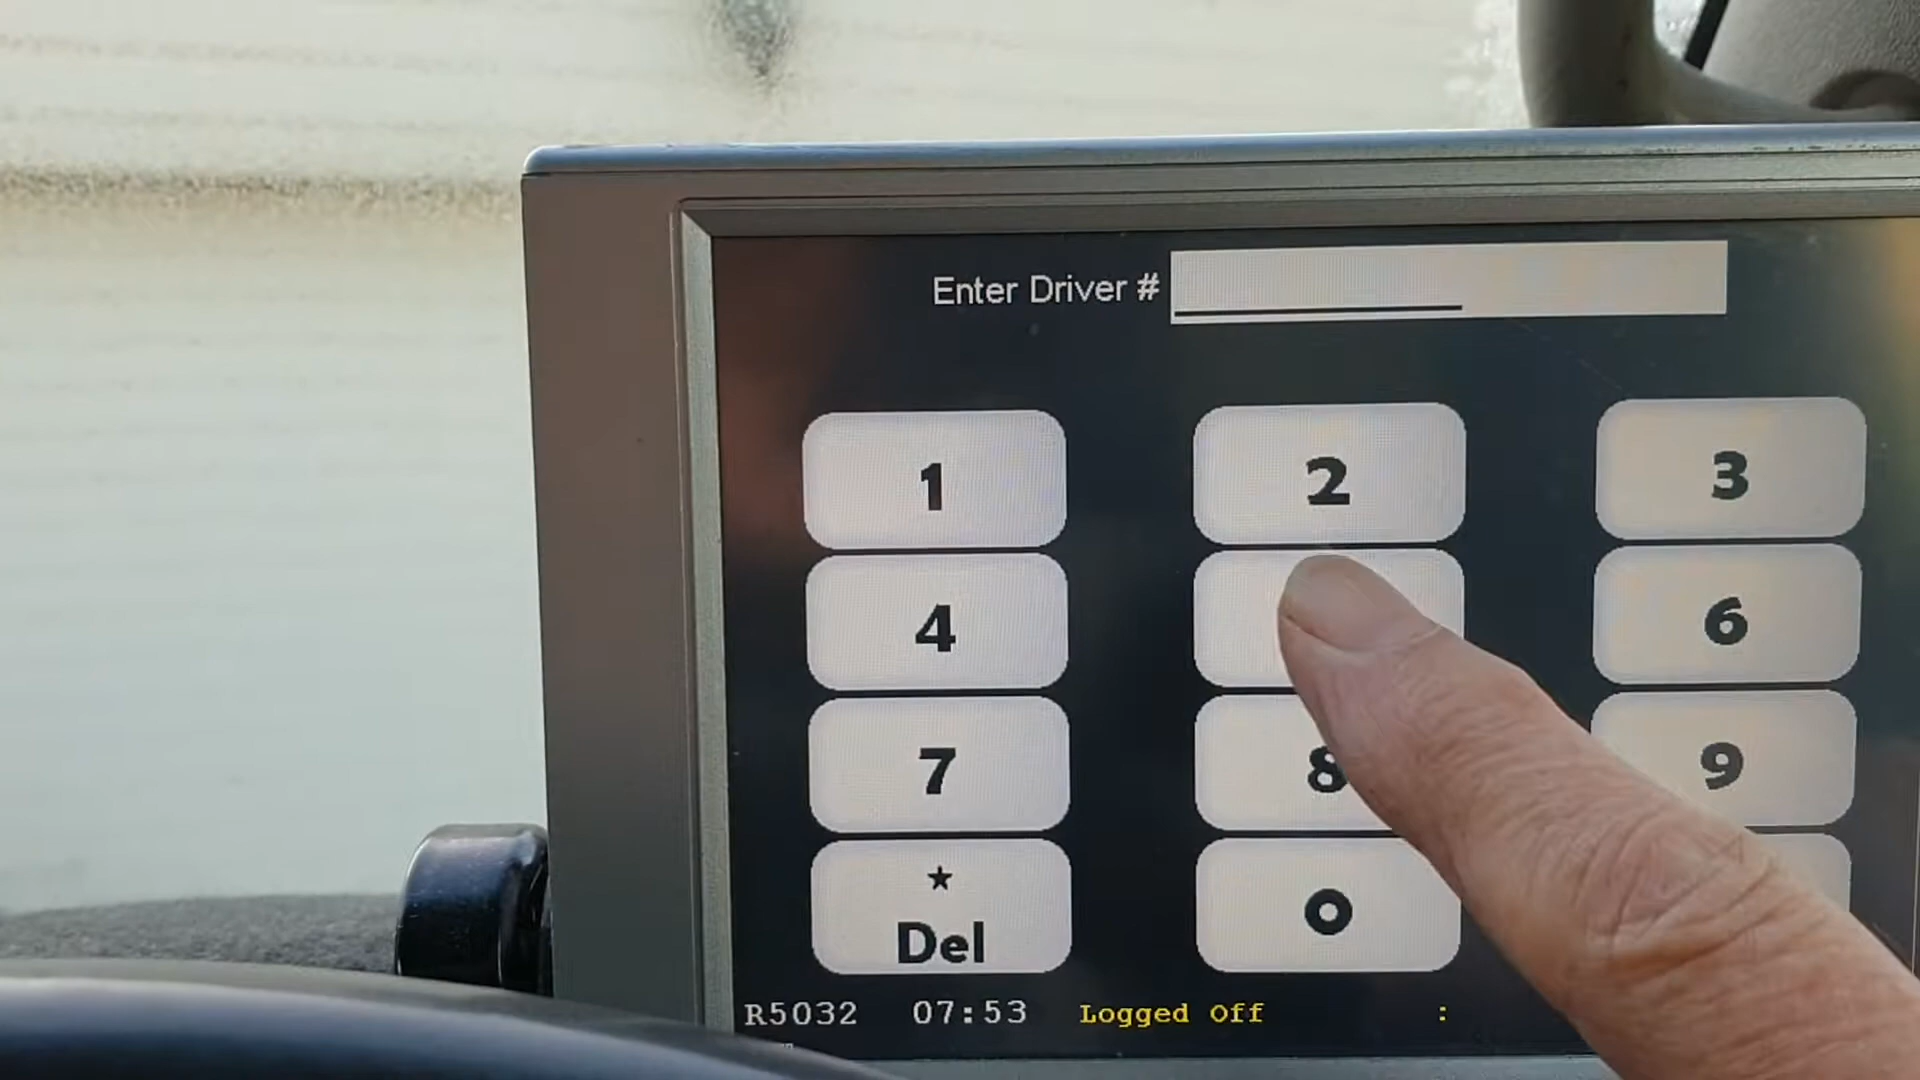 Enter Driver #
1 2 3
4 6
7 8 9
* 0
Del
R5032 07:53 Logged Off :